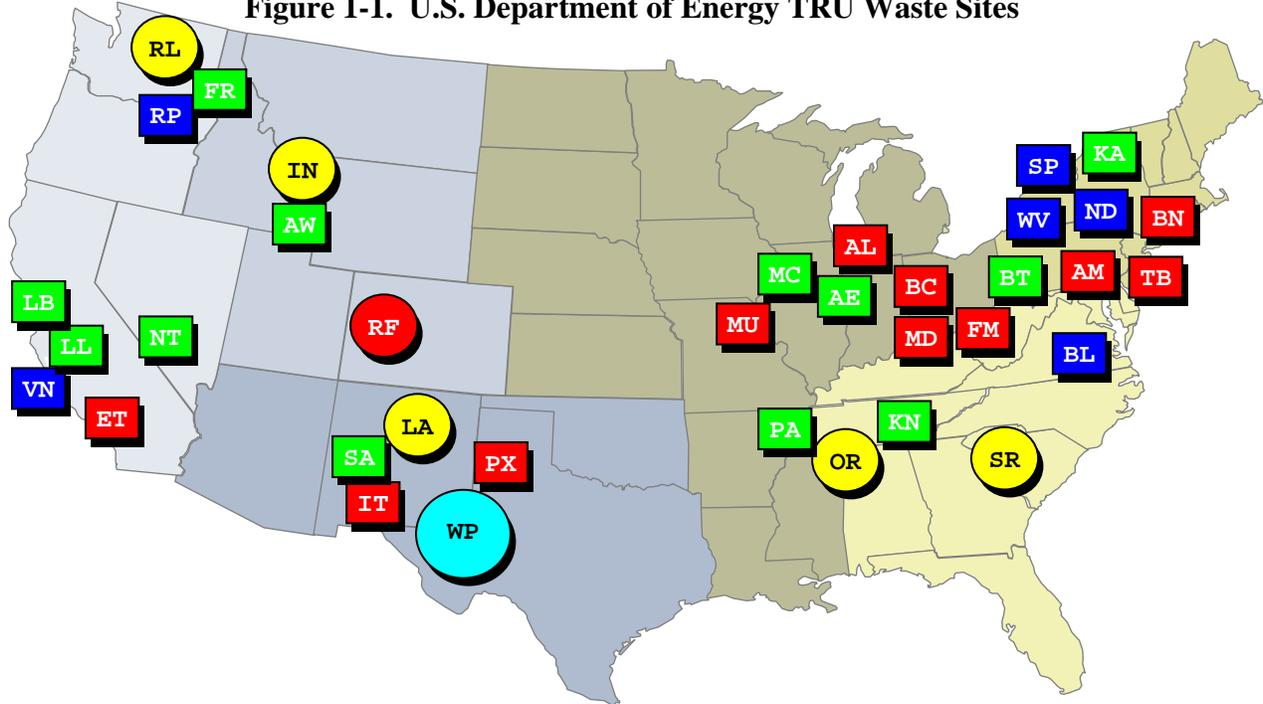 Figure 1-1. U.S. Department of Energy TRU Waste Sites
RL
FR
RP
IN
AW
SP
KA
WV
ND
BN
AL
MC
AE
BC
BT
AM
TB
LB
LL
NT
RF
MU
MD
FM
BL
VN
ET
LA
SA
PX
IT
WP
PA
KN
OR
SR